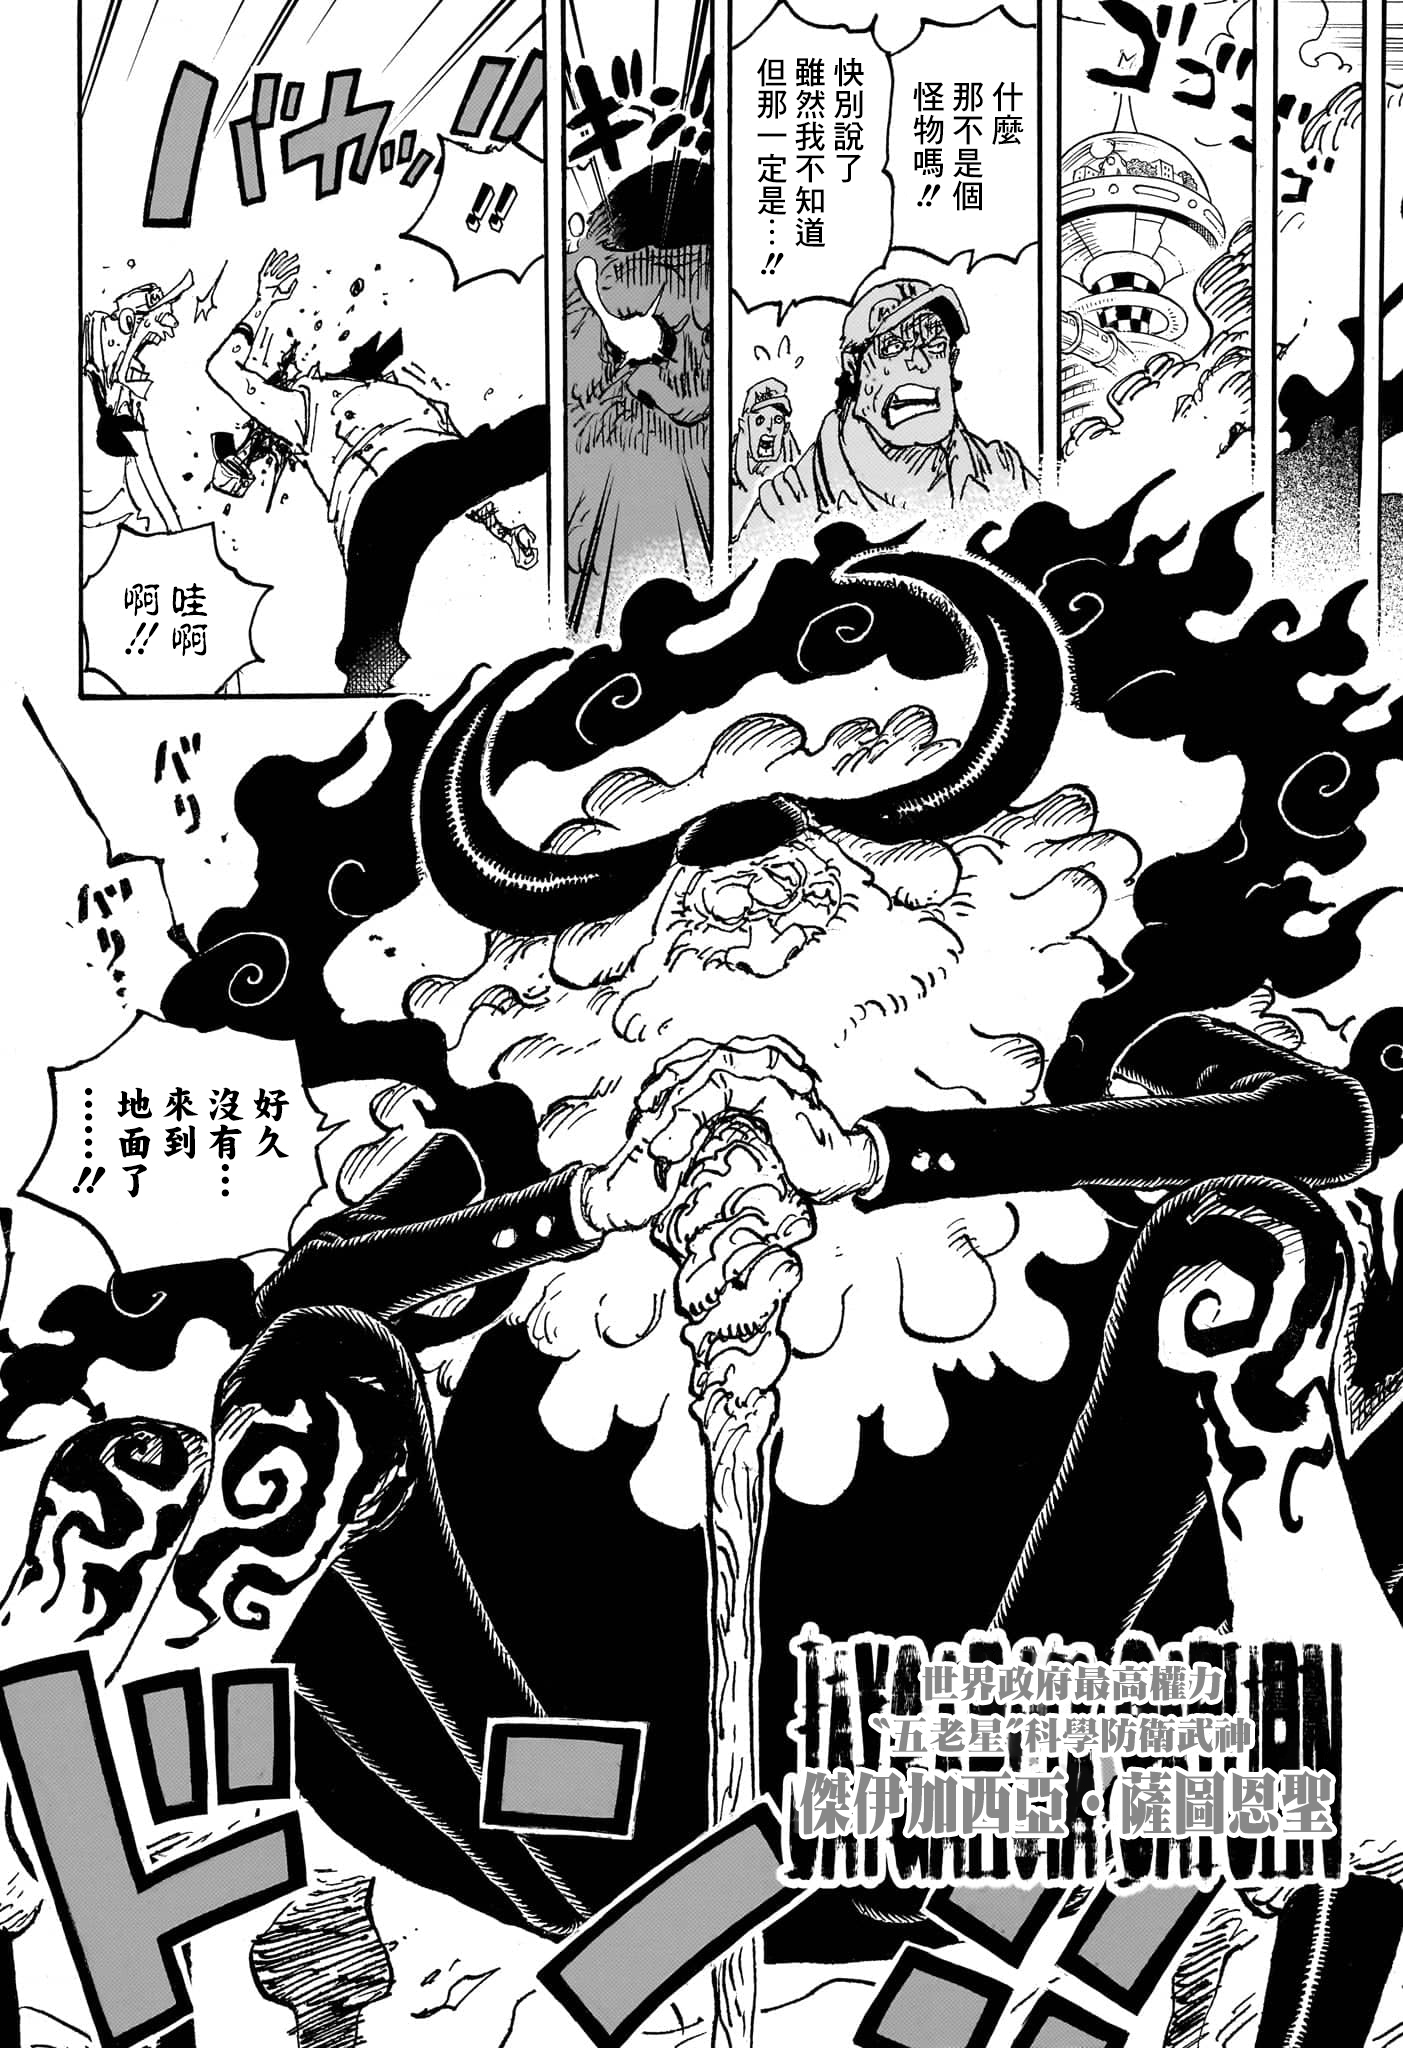 ゴゴゴゴ
什麼
那不是個
怪物嗎!!
快別說了
雖然我不知道
但那一定是…!!
ギ
!!
バカッ
哇啊
啊!!
バリ
バリ
好久
沒有…
來到
地面了
……!!
世界政府最高權力
〝五老星〞科學防衛武神
傑伊加西亞・薩圖恩聖
JAYGARCIA SATURN
ドン